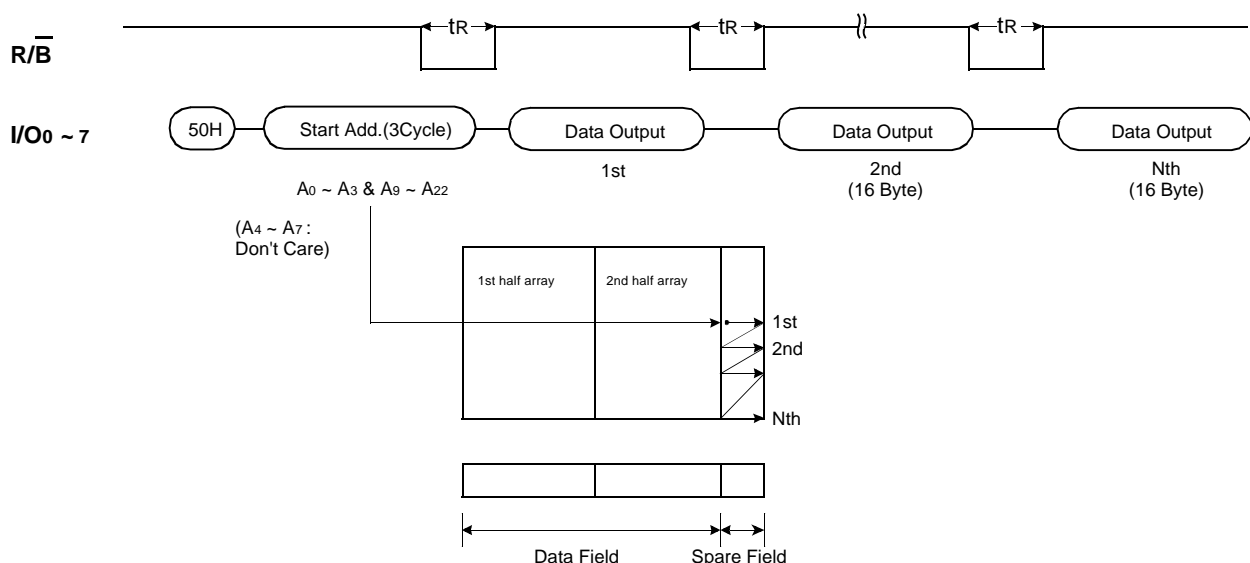 tR tR tR
R/B
50H Start Add.(3Cycle) Data Output Data Output Data Output
I/O0 ~ 7
1st 2nd Nth
(16 Byte) (16 Byte)
A0 ~ A3 & A9 ~ A22
(A4 ~ A7 :
Don't Care)
1st half array 2nd half array
1st
2nd
Nth
Data Field Spare Field